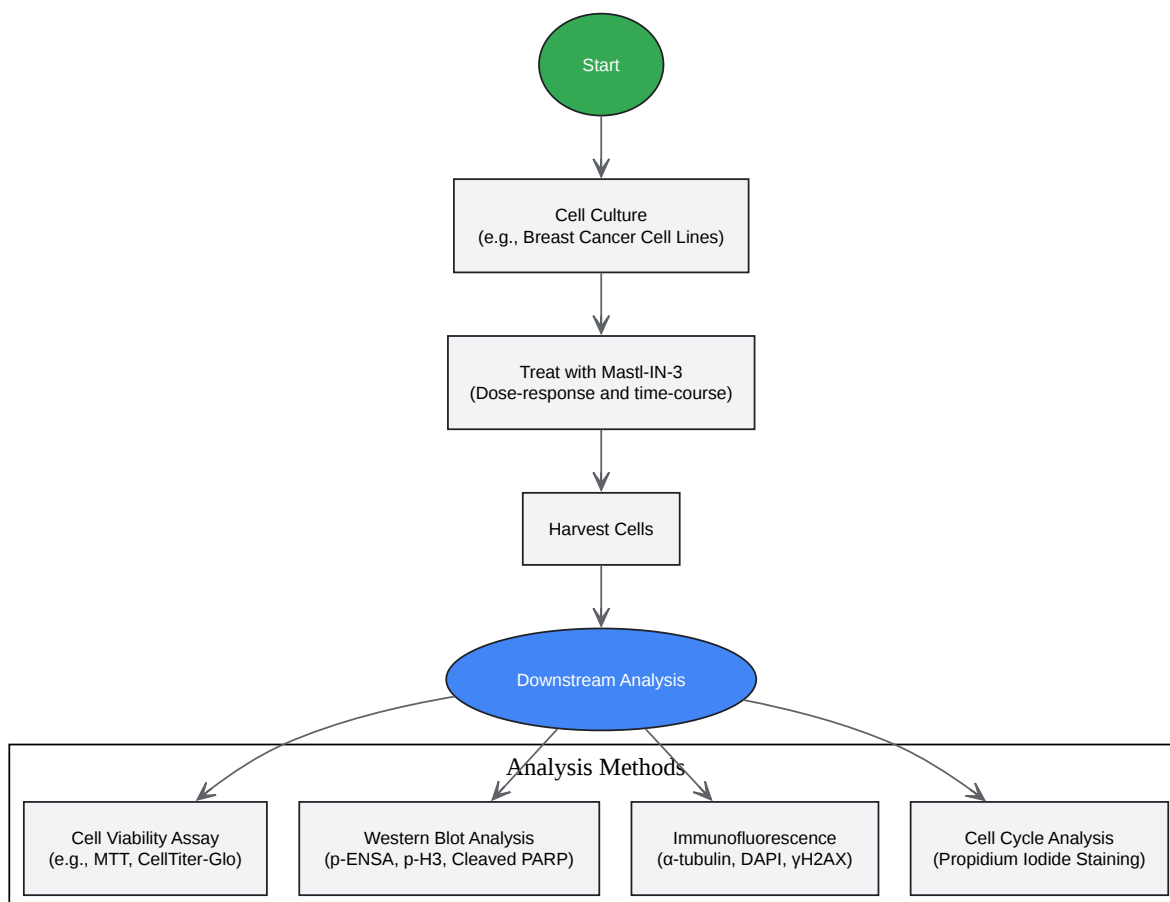 Start
Cell Culture
(e.g., Breast Cancer Cell Lines)
Treat with Mastl-IN-3
(Dose-response and time-course)
Harvest Cells
Downstream Analysis
Analysis Methods
Cell Viability Assay
(e.g., MTT, CellTiter-Glo)
Western Blot Analysis
(p-ENSA, p-H3, Cleaved PARP)
Immunofluorescence
(α-tubulin, DAPI, γH2AX)
Cell Cycle Analysis
(Propidium Iodide Staining)